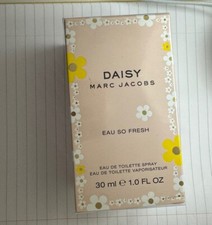 DAISY
MARC JACOBS
EAU SO FRESH
EAU DE TOILETTE SPRAY
EAU DE TOILETTE VAPORISATEUR
30 ml ℮ 1.0 FL OZ